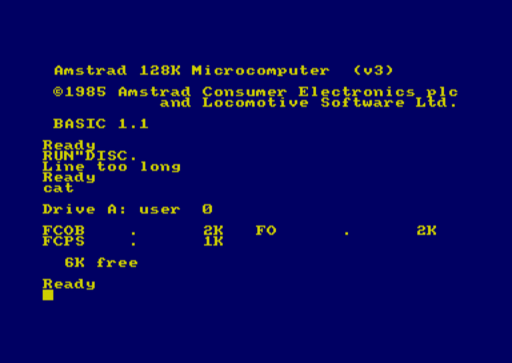 Amstrad 128K Microcomputer  (v3)
©1985 Amstrad Consumer Electronics plc
and Locomotive Software Ltd.
BASIC 1.1
Ready
RUN"DISC.
Line too long
Ready
cat
Drive A: user  0
FCOB    .      2K   FO      .      2K
FCPS    .      1K
6K free
Ready